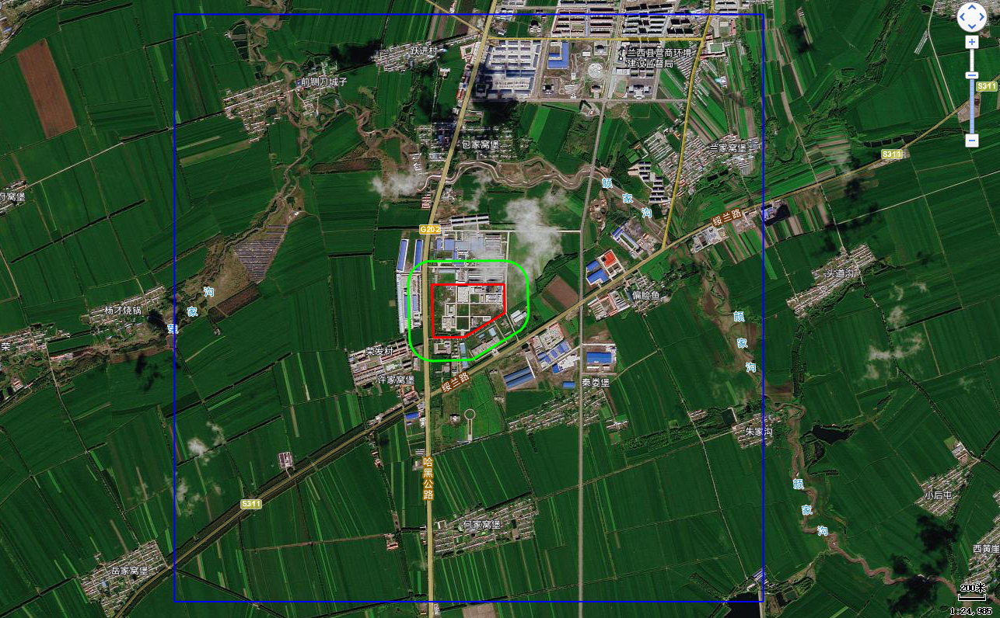 跃进村
兰西县营商环境
建设监督局
前铡刀城子
S311
包家窝堡
兰家窝堡
S311
颜
家
沟
府窝堡
绥兰路
G202
头道沟
沟
家
荣
偏脸鱼
杨才烧锅
颜
家
沟
荣
荣发村
许家窝堡
绥兰路
秦娄堡
朱家沟
哈
黑
公
路
颜
家
沟
小后屯
S311
何家窝堡
西黄崖
岳家窝堡
200米
1:24,985